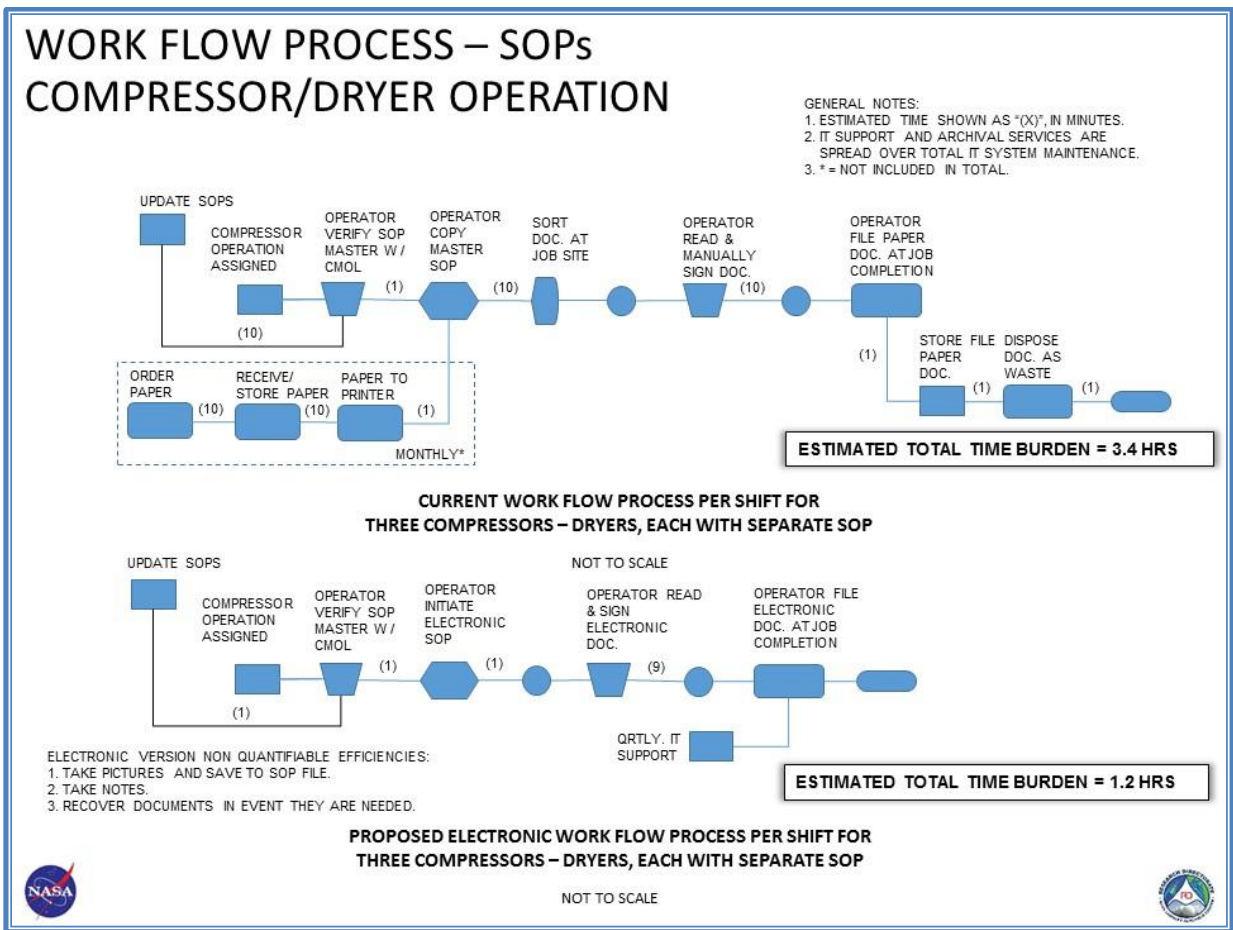 WORK FLOW PROCESS – SOPs
COMPRESSOR/DRYER OPERATION
GENERAL NOTES:
1. ESTIMATED TIME SHOWN AS "(X)", IN MINUTES.
2. IT SUPPORT AND ARCHIVAL SERVICES ARE
SPREAD OVER TOTAL IT SYSTEM MAINTENANCE.
3. * = NOT INCLUDED IN TOTAL.
UPDATE SOPS
COMPRESSOR
OPERATION
ASSIGNED
OPERATOR
VERIFY SOP
MASTER W /
CMOL
(1)
OPERATOR
COPY
MASTER
SOP
(10)
SORT
DOC. AT
JOB SITE
OPERATOR
READ &
MANUALLY
SIGN DOC.
(10)
OPERATOR
FILE PAPER
DOC. AT JOB
COMPLETION
(10)
(1)
STORE FILE
PAPER
DOC.
(1)
DISPOSE
DOC. AS
WASTE
(1)
ORDER
PAPER
(10)
RECEIVE/
STORE PAPER
(10)
PAPER TO
PRINTER
(1)
MONTHLY*
ESTIMATED TOTAL TIME BURDEN = 3.4 HRS
CURRENT WORK FLOW PROCESS PER SHIFT FOR
THREE COMPRESSORS – DRYERS, EACH WITH SEPARATE SOP
NOT TO SCALE
UPDATE SOPS
COMPRESSOR
OPERATION
ASSIGNED
OPERATOR
VERIFY SOP
MASTER W /
CMOL
(1)
OPERATOR
INITIATE
ELECTRONIC
SOP
(1)
OPERATOR READ
& SIGN
ELECTRONIC
DOC.
(9)
OPERATOR FILE
ELECTRONIC
DOC. AT JOB
COMPLETION
(1)
QRTLY. IT
SUPPORT
ELECTRONIC VERSION NON QUANTIFIABLE EFFICIENCIES:
1. TAKE PICTURES AND SAVE TO SOP FILE.
2. TAKE NOTES.
3. RECOVER DOCUMENTS IN EVENT THEY ARE NEEDED.
ESTIMATED TOTAL TIME BURDEN = 1.2 HRS
PROPOSED ELECTRONIC WORK FLOW PROCESS PER SHIFT FOR
THREE COMPRESSORS – DRYERS, EACH WITH SEPARATE SOP
NOT TO SCALE
NASA
RESEARCH DIRECTORATE
RD